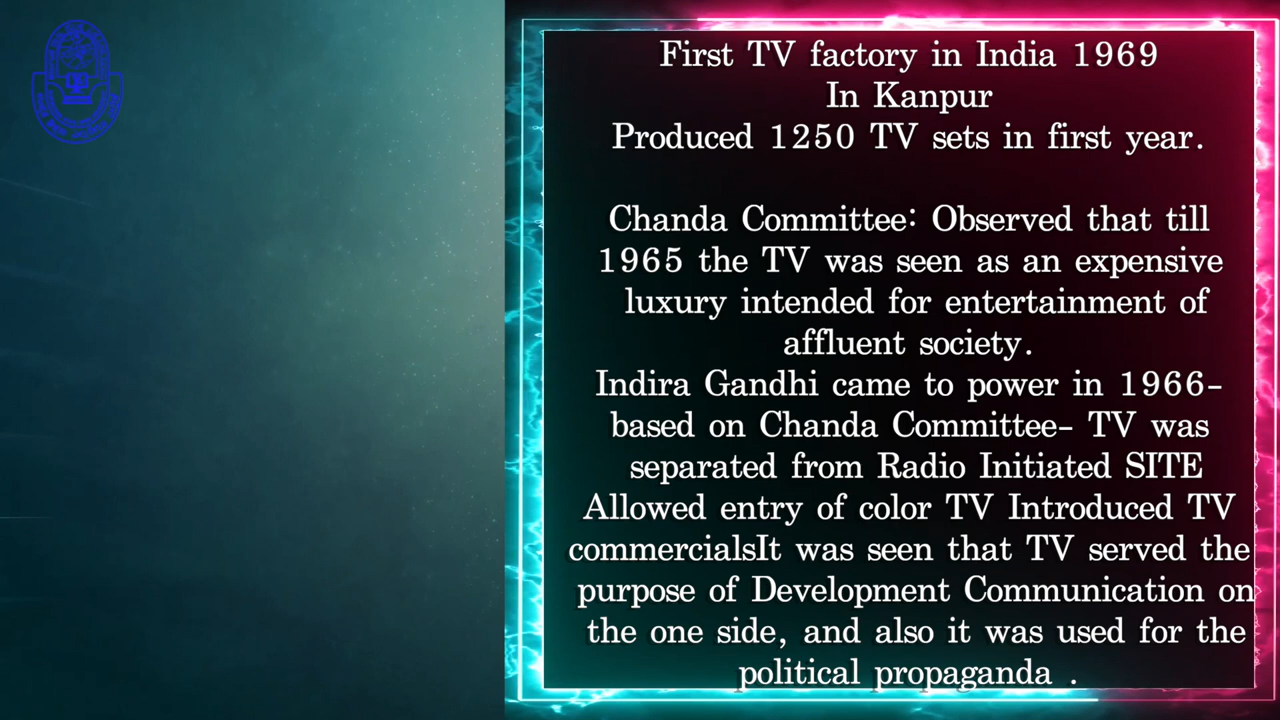 First TV factory in India 1969
In Kanpur
Produced 1250 TV sets in first year.
Chanda Committee: Observed that till
1965 the TV was seen as an expensive
luxury intended for entertainment of
affluent society.
Indira Gandhi came to power in 1966-
based on Chanda Committee- TV was
separated from Radio Initiated SITE
Allowed entry of color TV Introduced TV
commercialsIt was seen that TV served the
purpose of Development Communication on
the one side, and also it was used for the
political propaganda .